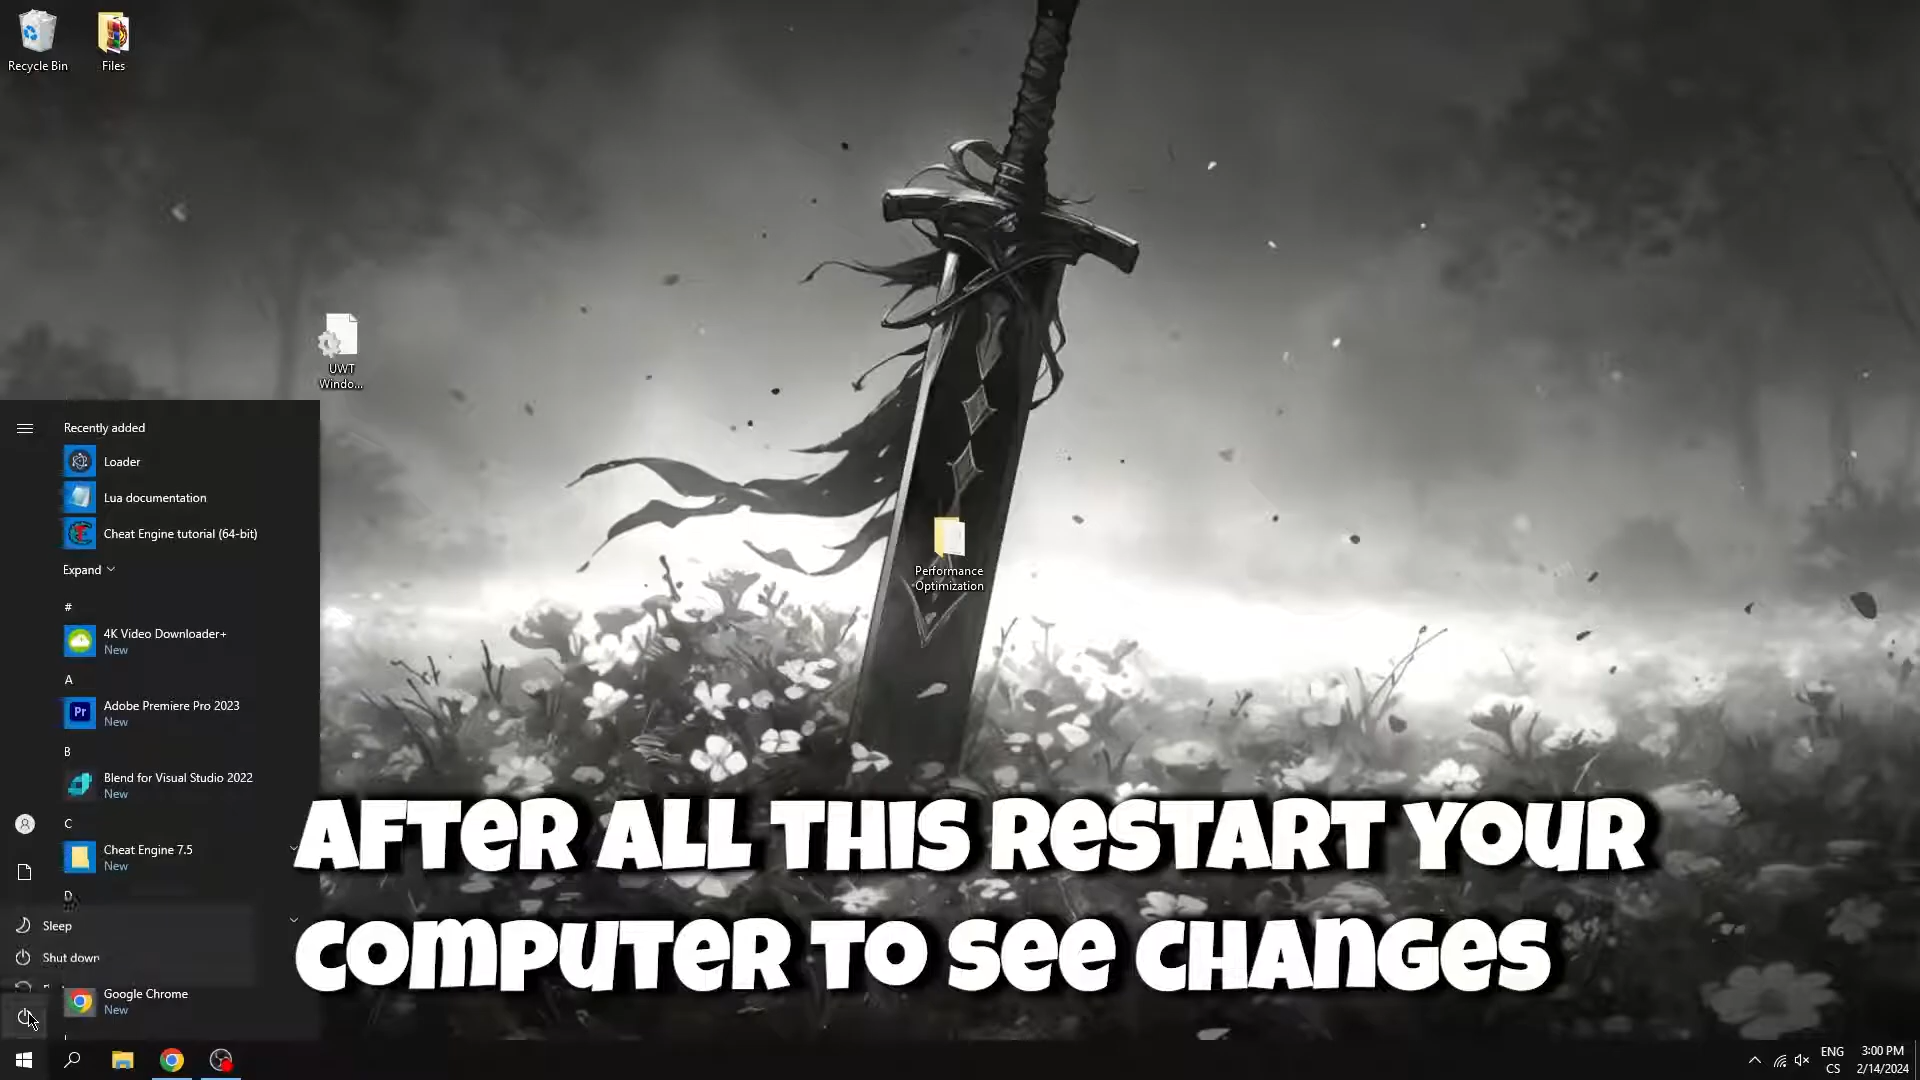 Recycle Bin
Files
UWT
Windo...
Recently added
Loader
Lua documentation
Cheat Engine tutorial (64-bit)
Expand
#
4K Video Downloader+
New
A
Adobe Premiere Pro 2023
New
B
Blend for Visual Studio 2022
New
C
Cheat Engine 7.5
New
D
Sleep
Shut down
Google Chrome
New
Performance
Optimization
AFTER ALL THIS RESTART YOUR
COMPUTER TO SEE CHANGES
ENG
CS
3:00 PM
2/14/2024